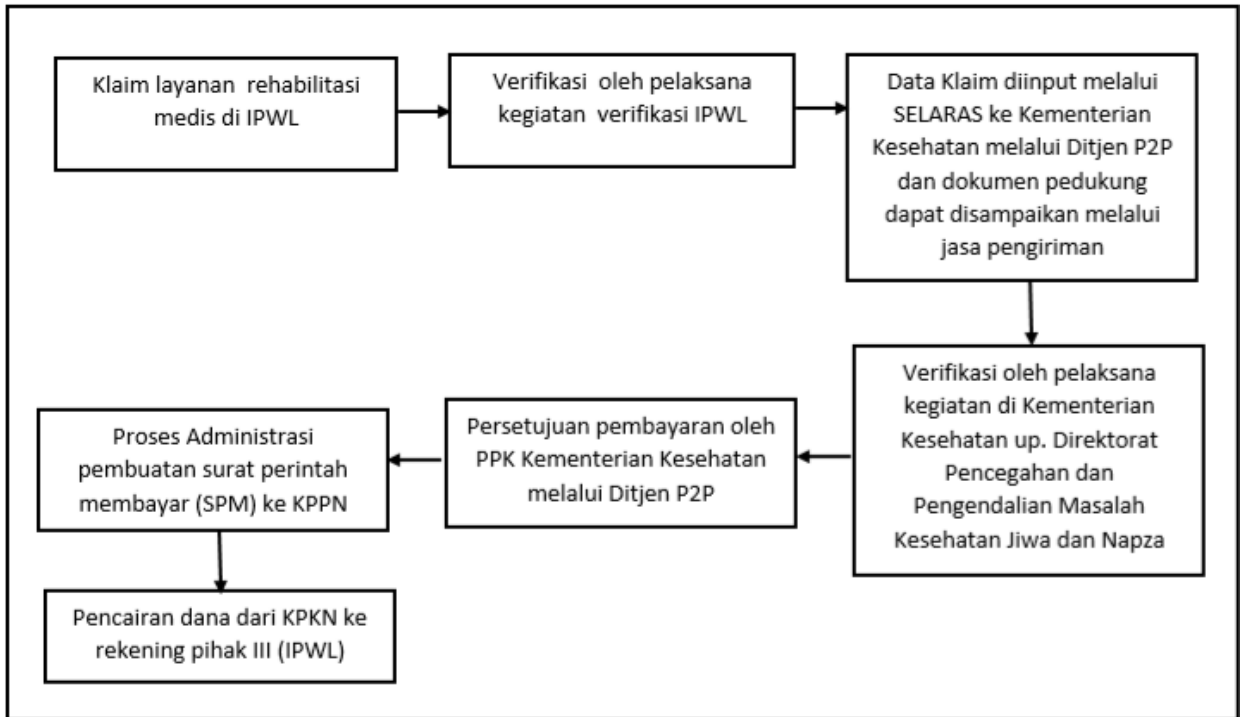 Klaim layanan rehabilitasi
medis di IPWL
Verifikasi oleh pelaksana
kegiatan verifikasi IPWL
Data Klaim diinput melalui
SELARAS ke Kementerian
Kesehatan melalui Ditjen P2P
dan dokumen pedukung
dapat disampaikan melalui
jasa pengiriman
Verifikasi oleh pelaksana
kegiatan di Kementerian
Kesehatan up. Direktorat
Pencegahan dan
Pengendalian Masalah
Kesehatan Jiwa dan Napza
Persetujuan pembayaran oleh
PPK Kementerian Kesehatan
melalui Ditjen P2P
Proses Administrasi
pembuatan surat perintah
membayar (SPM) ke KPPN
Pencairan dana dari KPKN ke
rekening pihak III (IPWL)